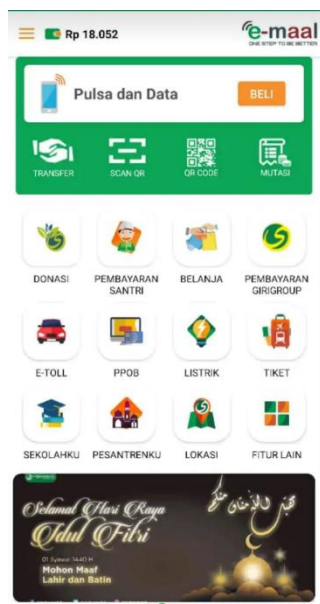 Rp 18.052
e-maal
ONE STEP TO BE BETTER
Pulsa dan Data
BELI
TRANSFER
SCAN QR
QR CODE
MUTASI
DONASI
PEMBAYARAN
SANTRI
BELANJA
PEMBAYARAN
GIRIGROUP
E-TOLL
PPOB
LISTRIK
TIKET
SEKOLAHKU
PESANTRENKU
LOKASI
FITUR LAIN
Selamat Hari Raya
Idul Fitri
01 Syawal 1440 H
Mohon Maaf
Lahir dan Batin